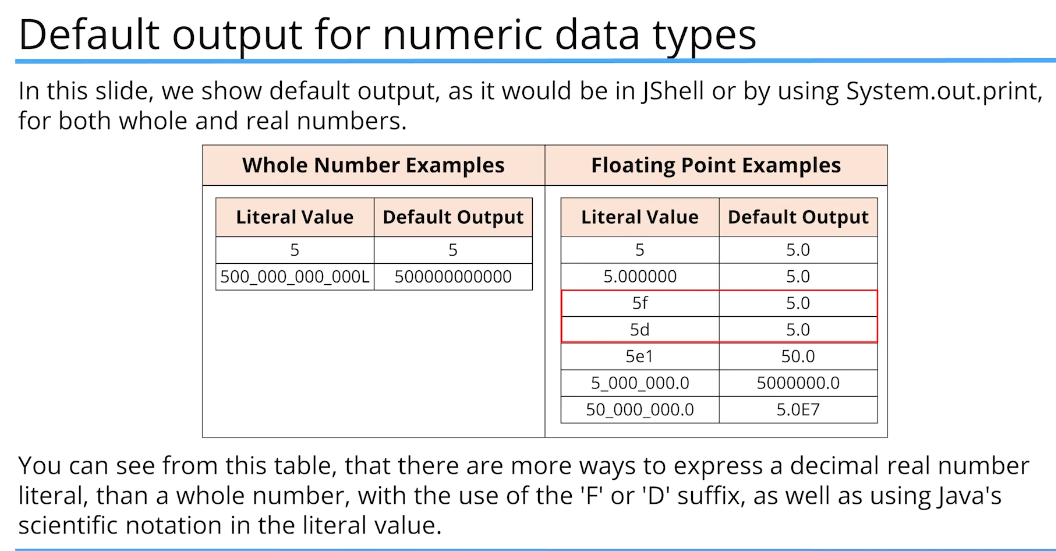 Default output for numeric data types
In this slide, we show default output, as it would be in JShell or by using System.out.print,
for both whole and real numbers.
Whole Number Examples
Literal Value Default Output
5 5
500_000_000_000L 500000000000
Floating Point Examples
Literal Value Default Output
5 5.0
5.000000 5.0
5f 5.0
5d 5.0
5e1 50.0
5_000_000.0 5000000.0
50_000_000.0 5.0E7
You can see from this table, that there are more ways to express a decimal real number
literal, than a whole number, with the use of the 'F' or 'D' suffix, as well as using Java's
scientific notation in the literal value.